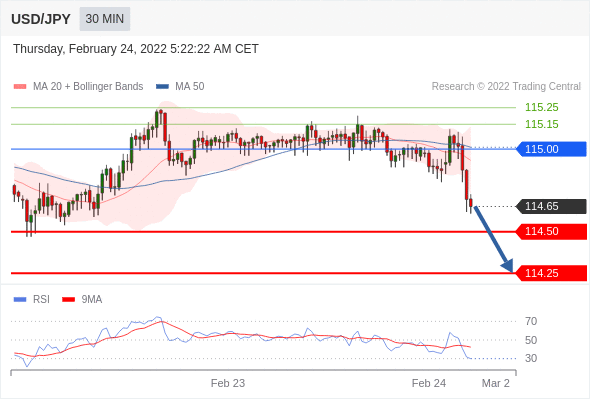 USD/JPY 30 MIN
Thursday, February 24, 2022 5:22:22 AM CET
MA 20 + Bollinger Bands MA 50 Research © 2022 Trading Central
115.25
115.15
115.00
114.65
114.50
114.25
RSI 9MA
70
50
30
Feb 23 Feb 24 Mar 2